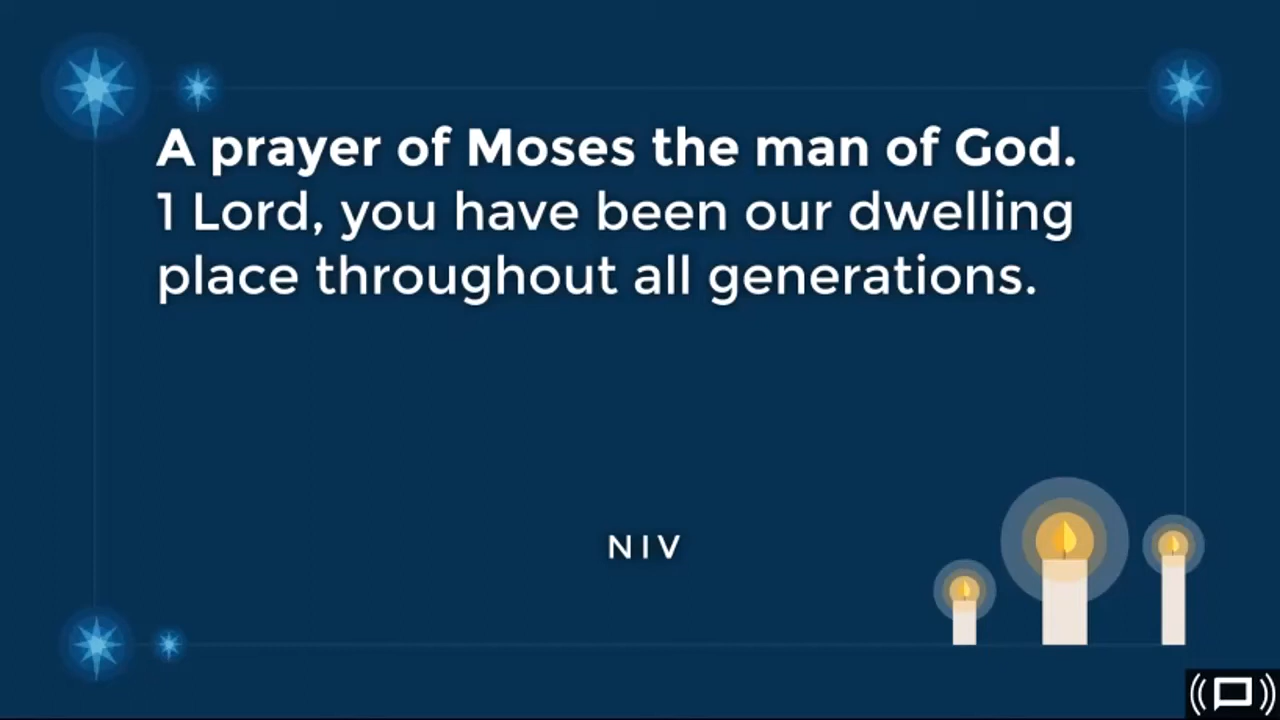 A prayer of Moses the man of God.
1 Lord, you have been our dwelling
place throughout all generations.
NIV